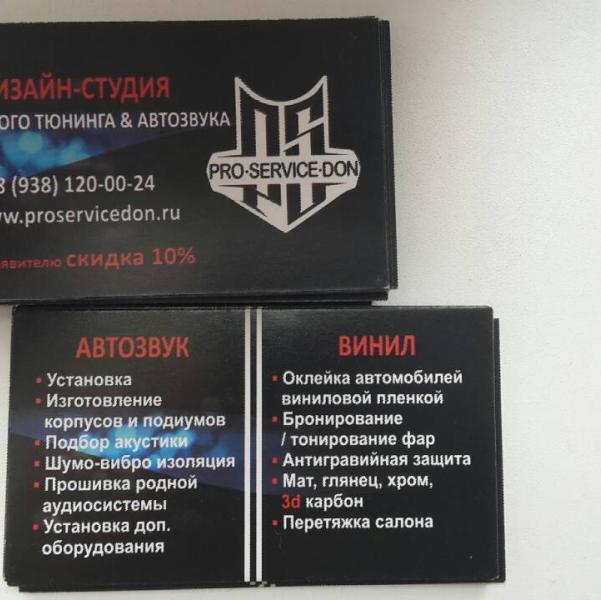 ИЗАЙН-СТУДИЯ
ОГО ТЮНИНГА & АВТОЗВУКА
8 (938) 120-00-24
ww.proservicedon.ru
явителю скидка 10%
PRO·SERVICE·DON
АВТОЗВУК
▪ Установка
▪ Изготовление
корпусов и подиумов
▪ Подбор акустики
▪ Шумо-вибро изоляция
▪ Прошивка родной
аудиосистемы
▪ Установка доп.
оборудования
ВИНИЛ
▪ Оклейка автомобилей
виниловой пленкой
▪ Бронирование
/ тонирование фар
▪ Антигравийная защита
▪ Мат, глянец, хром,
3d карбон
▪ Перетяжка салона